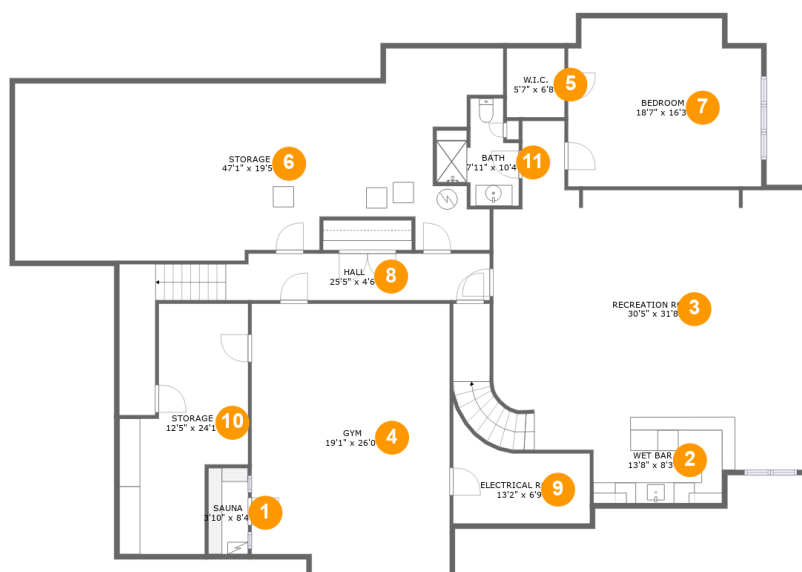 W.I.C.
5'7" x 6'8
5
BEDROOM
18'7" x 16'3
7
STORAGE
47'1" x 19'5
6
BATH
7'11" x 10'4
11
HALL
25'5" x 4'6
8
RECREATION R
30'5" x 31'8
3
STORAGE
12'5" x 24'1
10
GYM
19'1" x 26'0
4
WET BAR
13'8" x 8'3
2
ELECTRICAL R
13'2" x 6'9
9
SAUNA
3'10" x 8'4
1